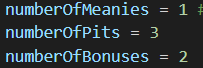 numberOfMeanies = 1 #
numberOfPits = 3
numberOfBonuses = 2